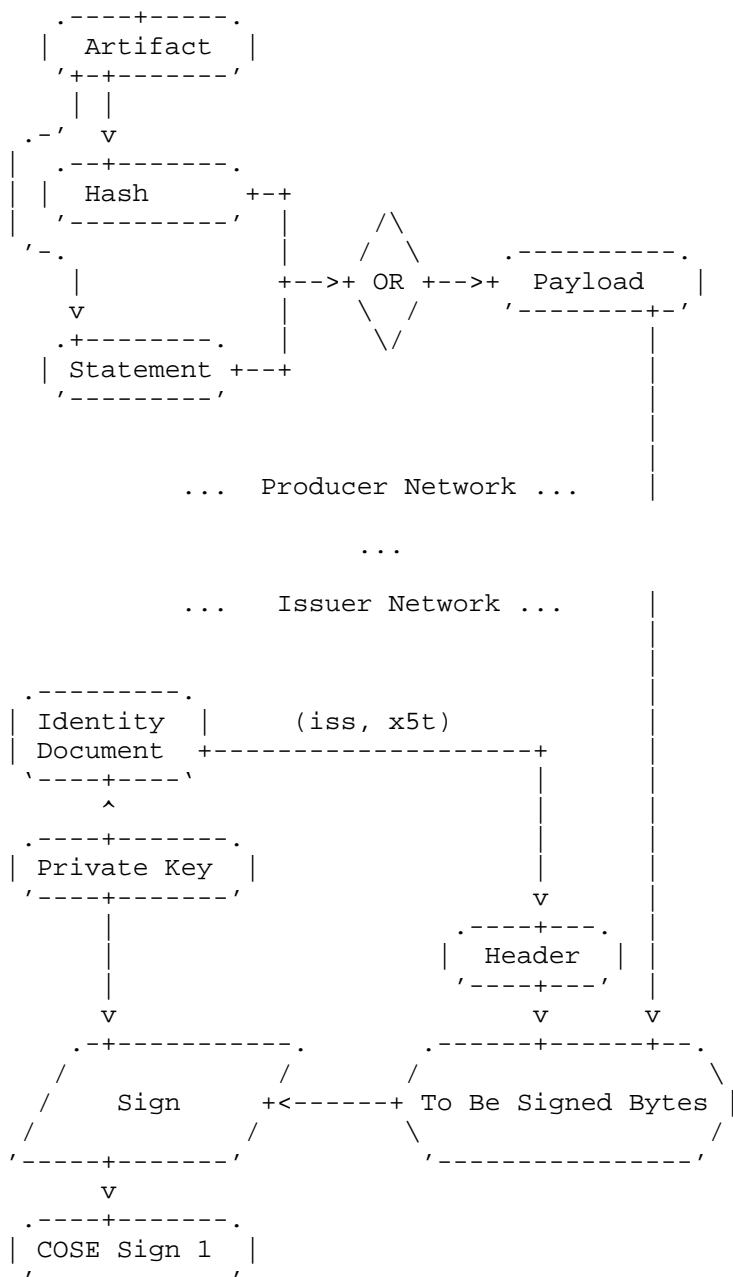 Artifact
Hash
OR
Payload
Statement
... Producer Network ...
...
... Issuer Network ...
Identity (iss, x5t)
Document
Private Key
Header
Sign To Be Signed Bytes
COSE Sign 1